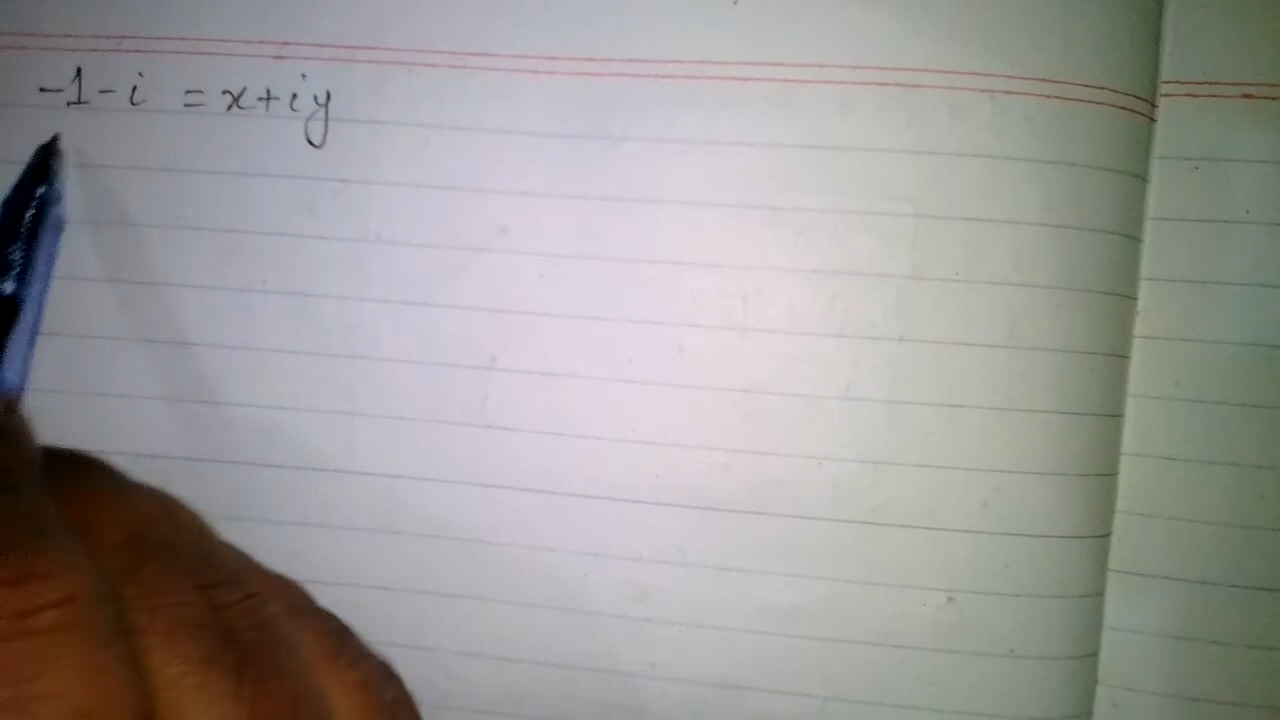 -1-i = x+iy